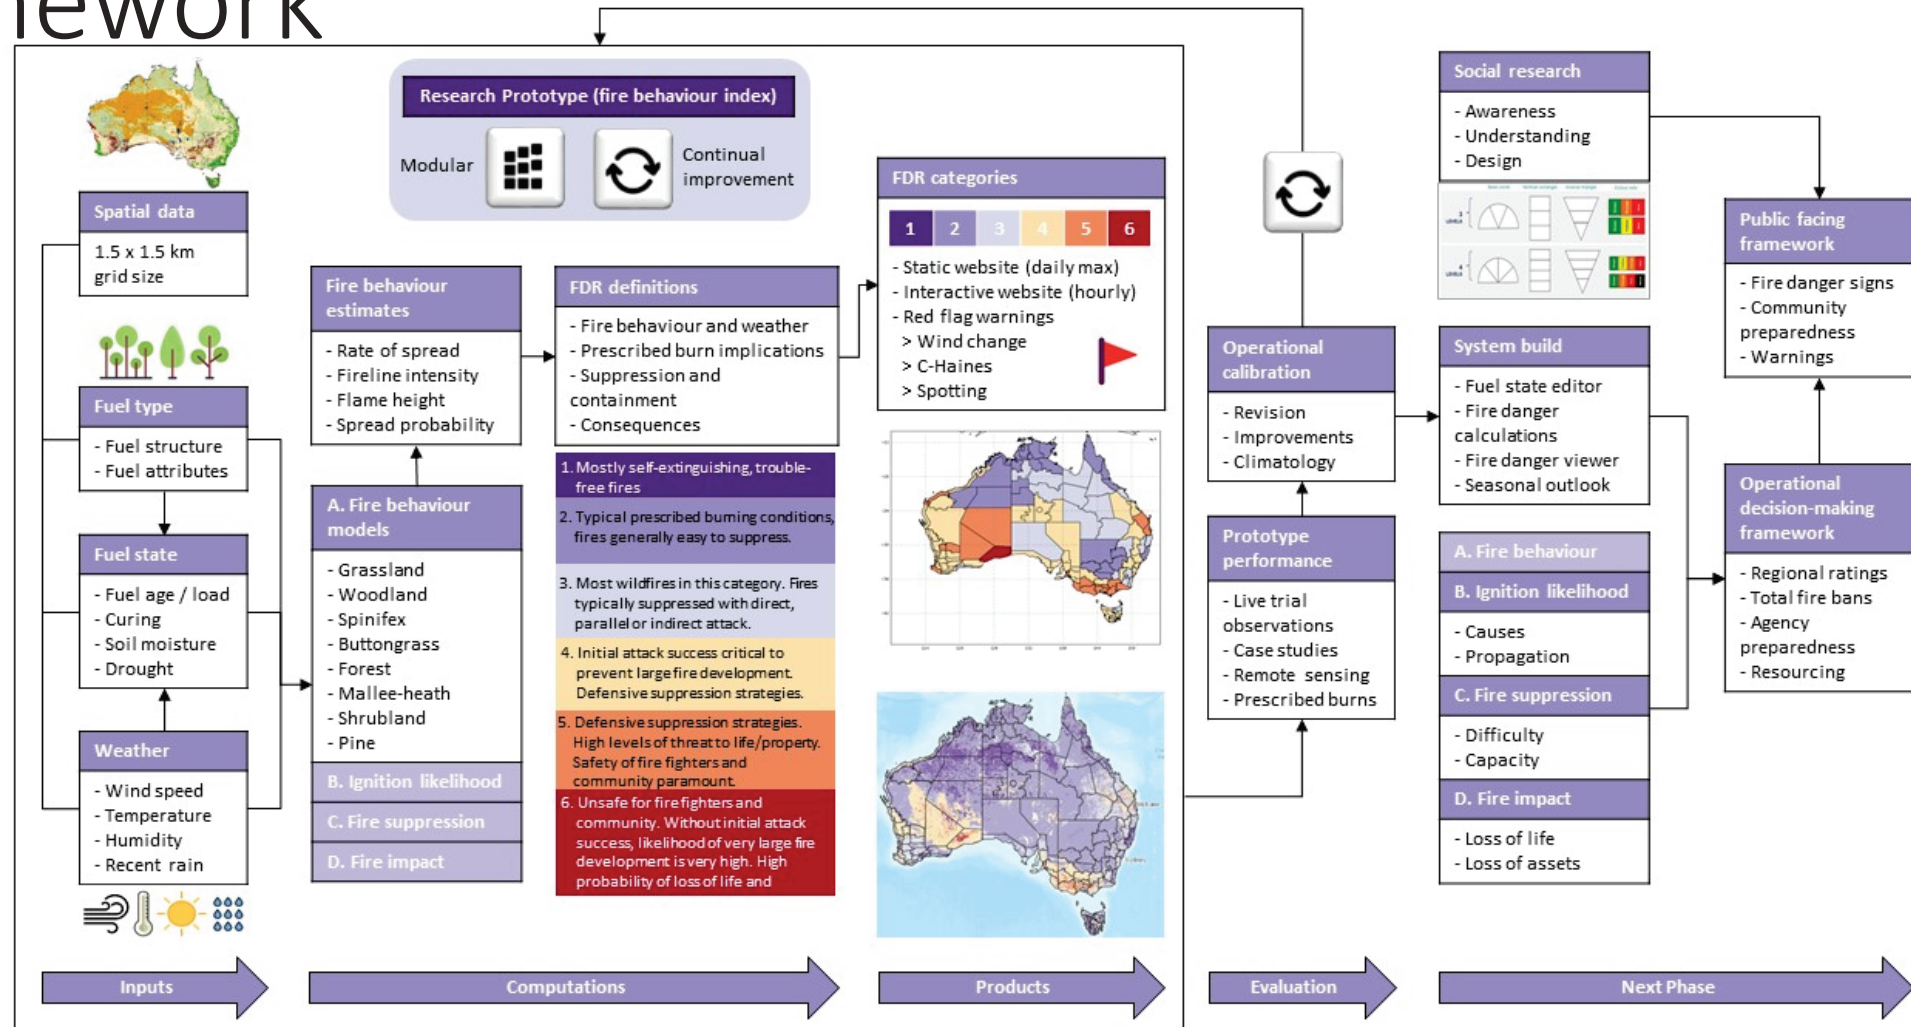 nework
Research Prototype (fire behaviour index)
Modular
Continual
improvement
Spatial data
1.5 x 1.5 km
grid size
Fuel type
- Fuel structure
- Fuel attributes
Fuel state
- Fuel age / load
- Curing
- Soil moisture
- Drought
Weather
- Wind speed
- Temperature
- Humidity
- Recent rain
Inputs
Fire behaviour
estimates
- Rate of spread
- Fireline intensity
- Flame height
- Spread probability
A. Fire behaviour
models
- Grassland
- Woodland
- Spinifex
- Buttongrass
- Forest
- Mallee-heath
- Shrubland
- Pine
B. Ignition likelihood
C. Fire suppression
D. Fire impact
FDR definitions
- Fire behaviour and weather
- Prescribed burn implications
- Suppression and
containment
- Consequences
1. Mostly self-extinguishing, trouble-
free fires
2. Typical prescribed burning conditions,
fires generally easy to suppress.
3. Most wildfires in this category. Fires
typically suppressed with direct,
parallel or indirect attack.
4. Initial attack success critical to
prevent large fire development.
Defensive suppression strategies.
5. Defensive suppression strategies.
High levels of threat to life/property.
Safety of fire fighters and
community paramount.
6. Unsafe for fire fighters and
community. Without initial attack
success, likelihood of very large fire
development is very high. High
probability of loss of life and
Computations
FDR categories
1 2 3 4 5 6
- Static website (daily max)
- Interactive website (hourly)
- Red flag warnings
> Wind change
> C-Haines
> Spotting
Products
Operational
calibration
- Revision
- Improvements
- Climatology
Prototype
performance
- Live trial
observations
- Case studies
- Remote sensing
- Prescribed burns
Evaluation
Social research
- Awareness
- Understanding
- Design
System build
- Fuel state editor
- Fire danger
calculations
- Fire danger viewer
- Seasonal outlook
A. Fire behaviour
B. Ignition likelihood
- Causes
- Propagation
C. Fire suppression
- Difficulty
- Capacity
D. Fire impact
- Loss of life
- Loss of assets
Public facing
framework
- Fire danger signs
- Community
preparedness
- Warnings
Operational
decision-making
framework
- Regional ratings
- Total fire bans
- Agency
preparedness
- Resourcing
Next Phase